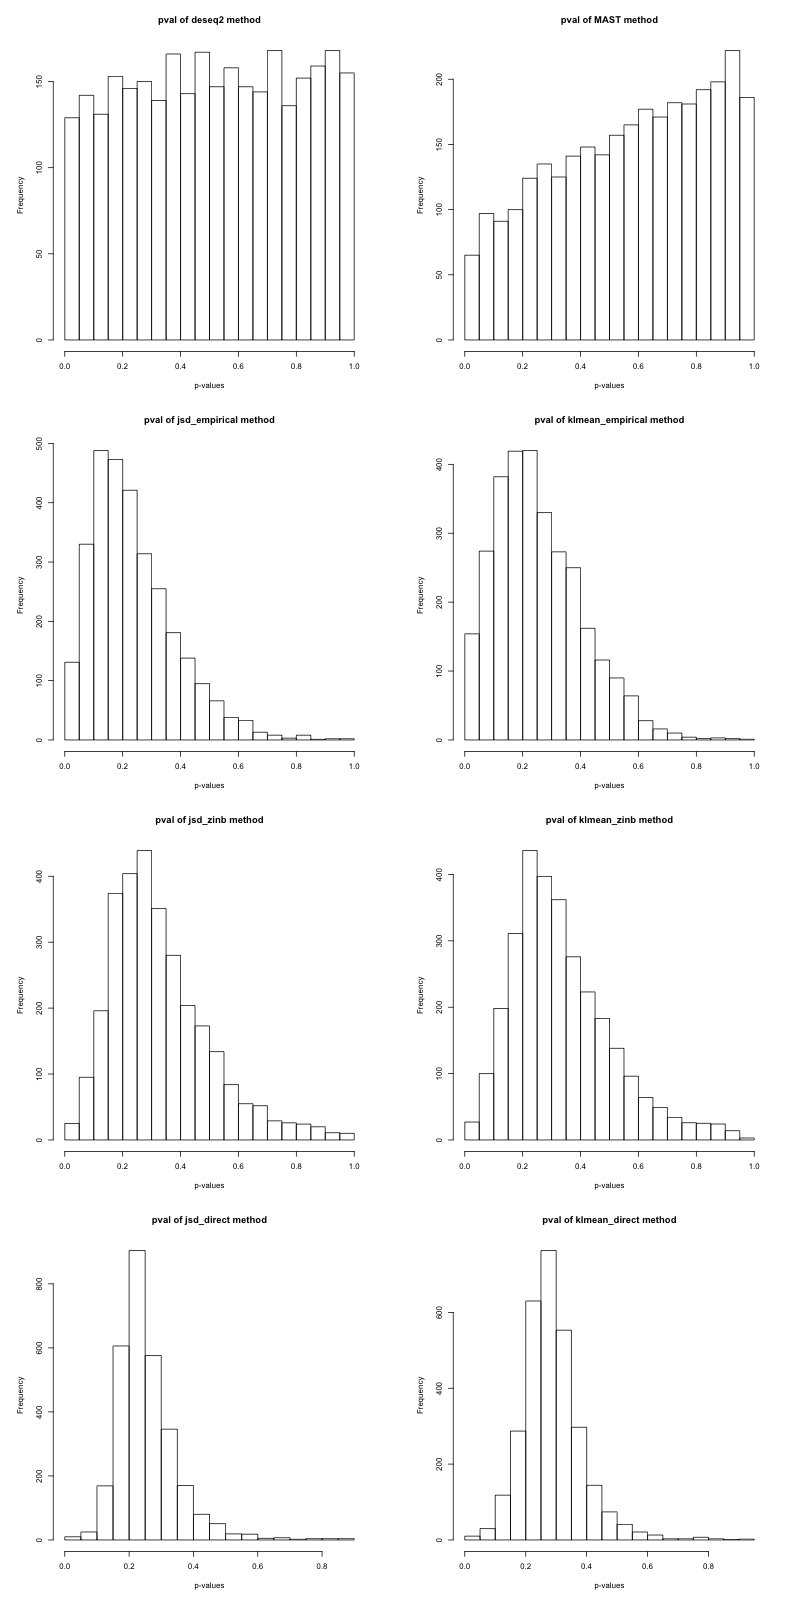 pval of deseq2 method
Frequency
0 50 100 150
0.0 0.2 0.4 0.6 0.8 1.0
p-values
pval of MAST method
Frequency
0 50 100 150 200
0.0 0.2 0.4 0.6 0.8 1.0
p-values
pval of jsd_empirical method
Frequency
0 100 200 300 400 500
0.0 0.2 0.4 0.6 0.8 1.0
p-values
pval of klmean_empirical method
Frequency
0 100 200 300 400
0.0 0.2 0.4 0.6 0.8 1.0
p-values
pval of jsd_zinb method
Frequency
0 100 200 300 400
0.0 0.2 0.4 0.6 0.8 1.0
p-values
pval of klmean_zinb method
Frequency
0 100 200 300 400
0.0 0.2 0.4 0.6 0.8 1.0
p-values
pval of jsd_direct method
Frequency
0 200 400 600 800
0.0 0.2 0.4 0.6 0.8
p-values
pval of klmean_direct method
Frequency
0 200 400 600
0.0 0.2 0.4 0.6 0.8
p-values